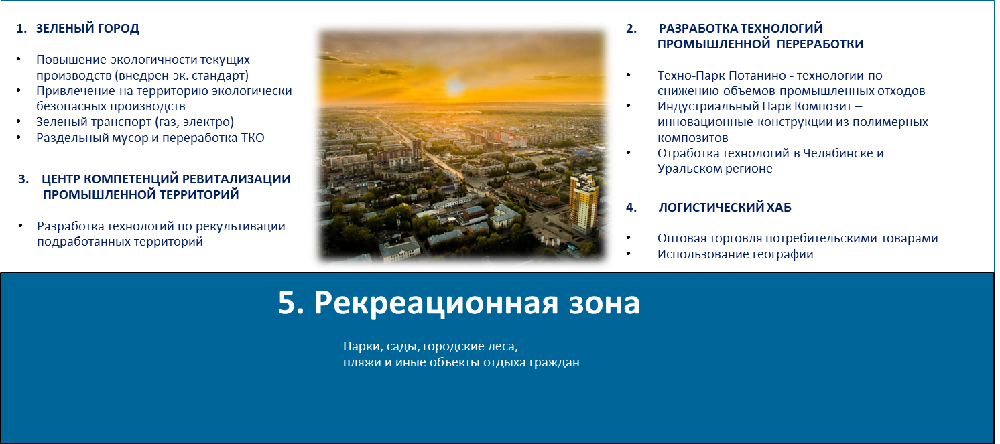 1. ЗЕЛЕНЫЙ ГОРОД
• Повышение экологичности текущих
производств (внедрен эк. стандарт)
• Привлечение на территорию экологически
безопасных производств
• Зеленый транспорт (газ, электро)
• Раздельный мусор и переработка ТКО
2. РАЗРАБОТКА ТЕХНОЛОГИЙ
ПРОМЫШЛЕННОЙ ПЕРЕРАБОТКИ
• Техно-Парк Потанино - технологии по
снижению объемов промышленных отходов
• Индустриальный Парк Композит –
инновационные конструкции из полимерных
композитов
• Отработка технологий в Челябинске и
Уральском регионе
3. ЦЕНТР КОМПЕТЕНЦИЙ РЕВИТАЛИЗАЦИИ
ПРОМЫШЛЕННОЙ ТЕРРИТОРИЙ
• Разработка технологий по рекультивации
подработанных территорий
4. ЛОГИСТИЧЕСКИЙ ХАБ
• Оптовая торговля потребительскими товарами
• Использование географии
5. Рекреационная зона
Парки, сады, городские леса,
пляжи и иные объекты отдыха граждан